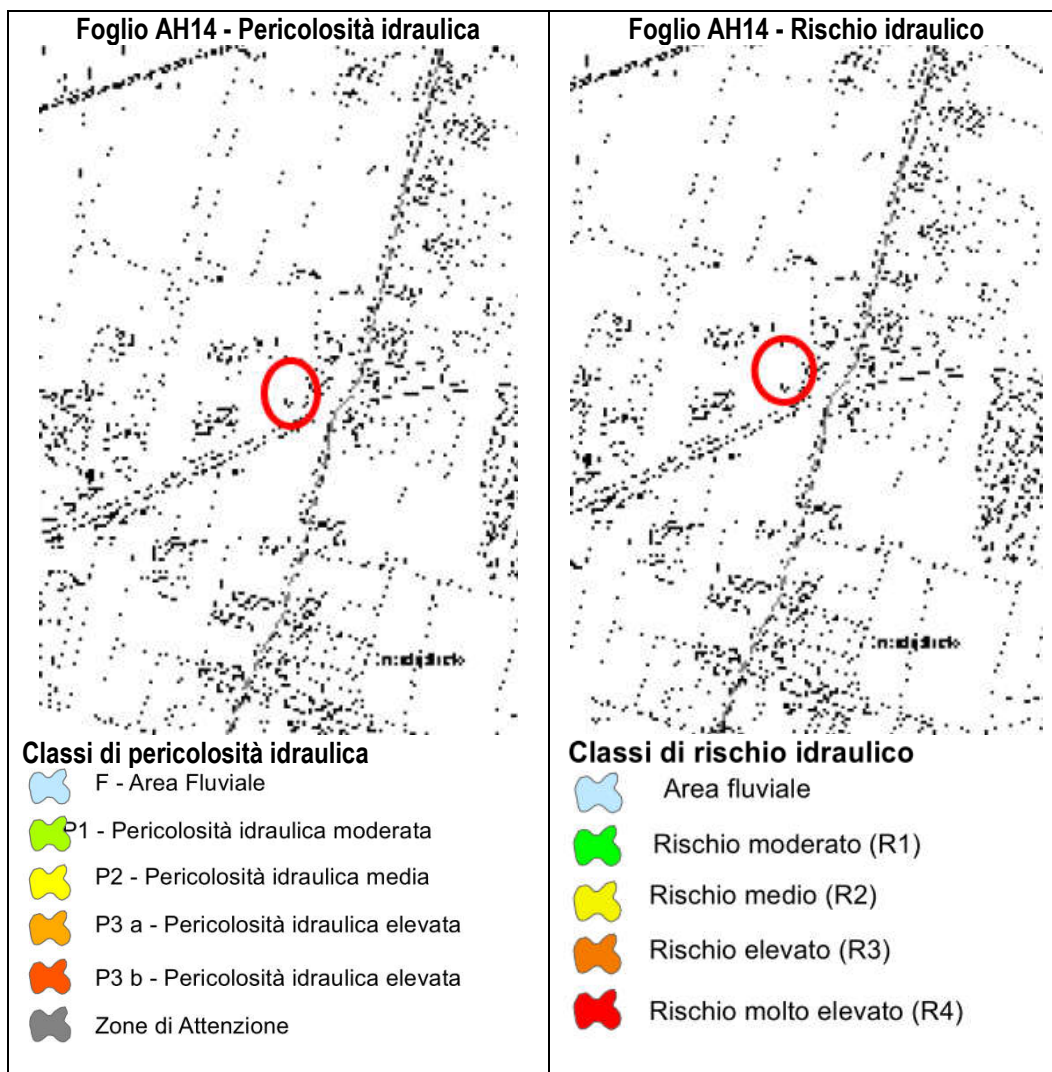 Foglio AH14 - Pericolosità idraulica
Classi di pericolosità idraulica
F - Area Fluviale
P1 - Pericolosità idraulica moderata
P2 - Pericolosità idraulica media
P3 a - Pericolosità idraulica elevata
P3 b - Pericolosità idraulica elevata
Zone di Attenzione
Foglio AH14 - Rischio idraulico
Classi di rischio idraulico
Area fluviale
Rischio moderato (R1)
Rischio medio (R2)
Rischio elevato (R3)
Rischio molto elevato (R4)